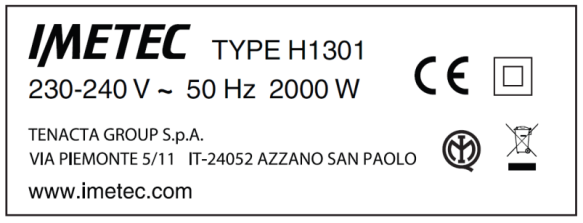 IMETEC TYPE H1301
230-240 V ~ 50 Hz 2000 W
CE
TENACTA GROUP S.p.A.
VIA PIEMONTE 5/11 IT-24052 AZZANO SAN PAOLO
www.imetec.com